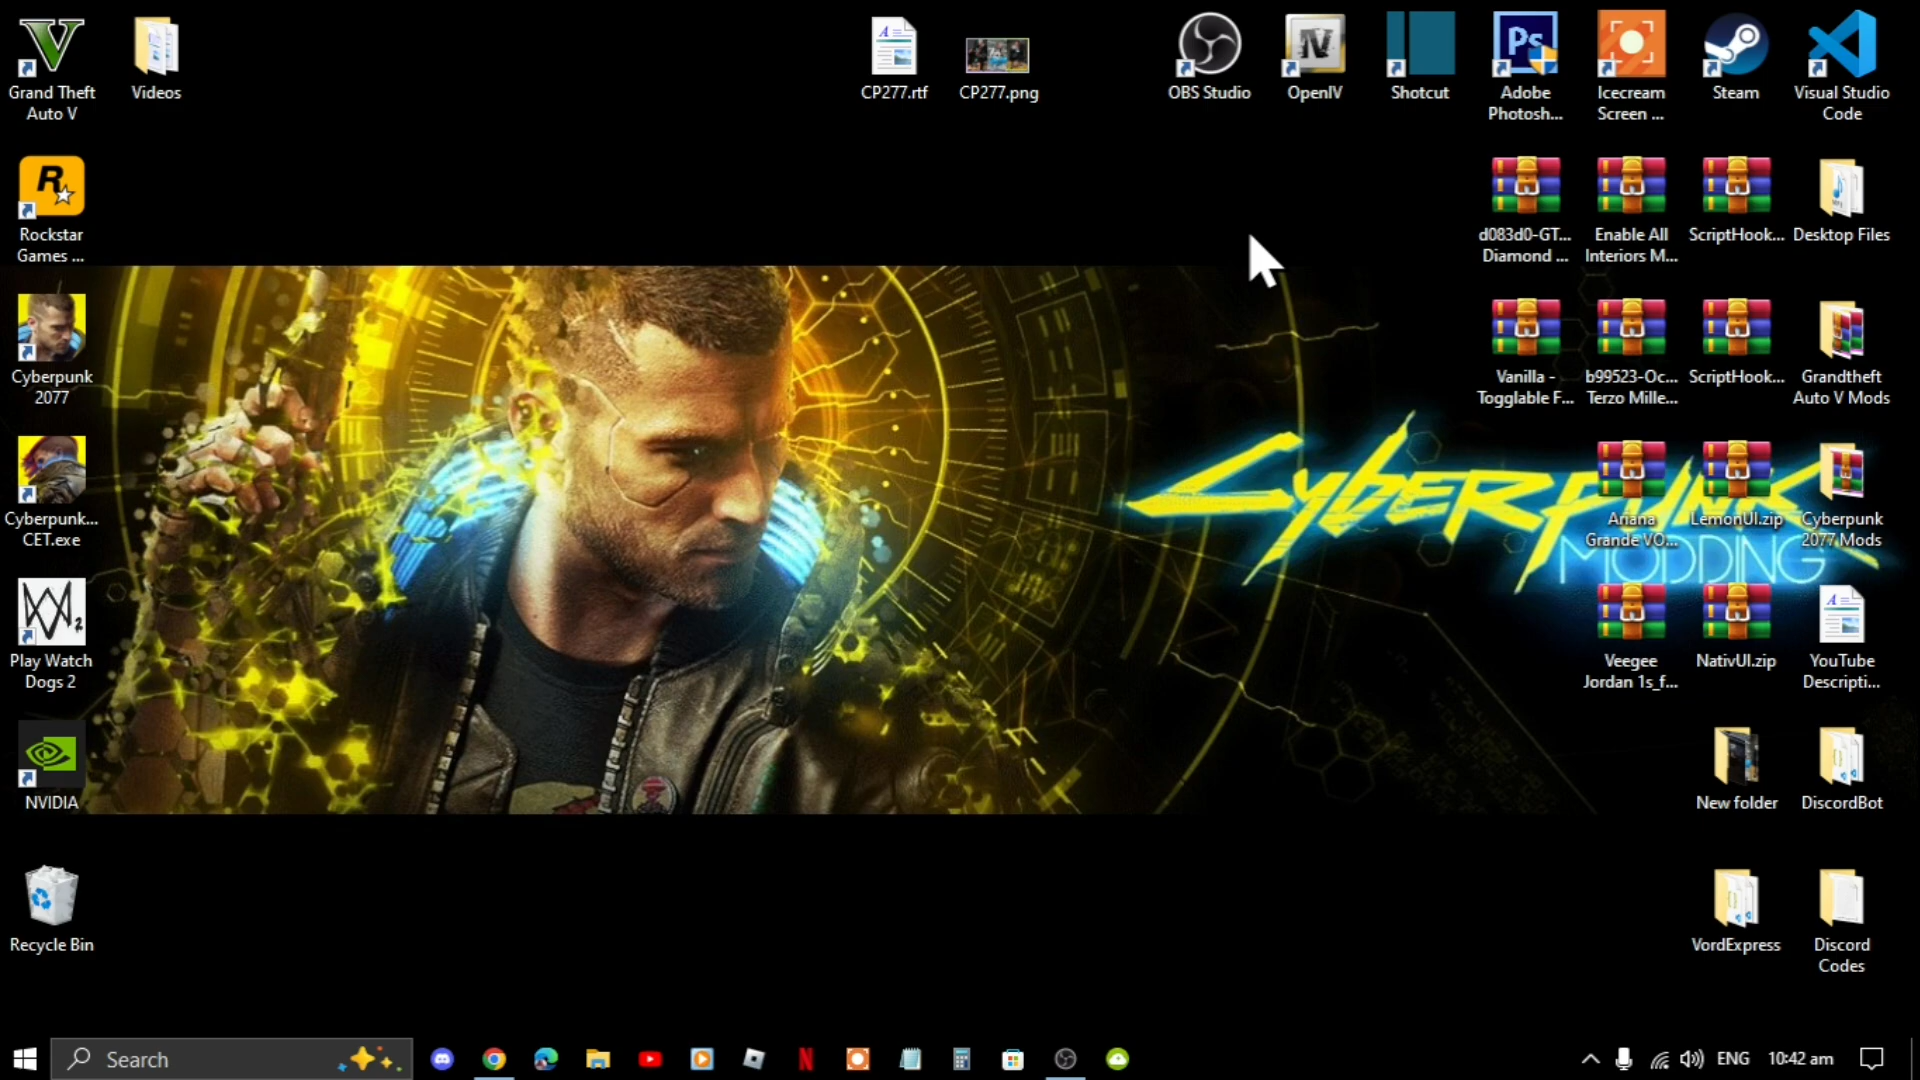 Grand Theft
Auto V
Videos
CP277.rtf
CP277.png
OBS Studio
OpenIV
Shotcut
Ps
Adobe
Photosh...
Icecream
Screen ...
Steam
Visual Studio
Code
Rockstar
Games ...
d083d0-GT...
Diamond ...
Enable All
Interiors M...
ScriptHook...
Desktop Files
Cyberpunk
2077
Vanilla -
Togglable F...
b99523-Oc...
Terzo Mille...
ScriptHook...
Grandtheft
Auto V Mods
CYBERPUNK
MODDING
Cyberpunk...
CET.exe
Ariana
Grande VO...
LemonUI.zip
Cyberpunk
2077 Mods
Play Watch
Dogs 2
Veegee
Jordan 1s_f...
NativUI.zip
YouTube
Descripti...
NVIDIA
New folder
DiscordBot
Recycle Bin
VordExpress
Discord
Codes
Search
ENG
10:42 am